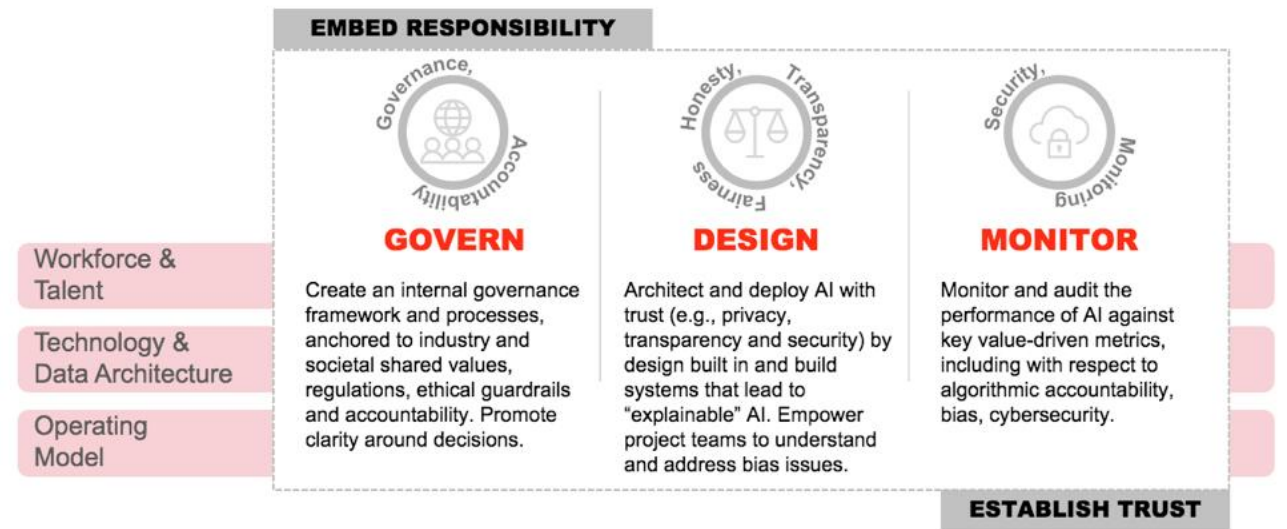 EMBED RESPONSIBILITY
Governance,
Accountability
Honesty,
Transparency,
Fairness
Security,
Monitoring
GOVERN
Create an internal governance
framework and processes,
anchored to industry and
societal shared values,
regulations, ethical guardrails
and accountability. Promote
clarity around decisions.
DESIGN
Architect and deploy AI with
trust (e.g., privacy,
transparency and security) by
design built in and build
systems that lead to
“explainable” AI. Empower
project teams to understand
and address bias issues.
MONITOR
Monitor and audit the
performance of AI against
key value-driven metrics,
including with respect to
algorithmic accountability,
bias, cybersecurity.
Workforce &
Talent
Technology &
Data Architecture
Operating
Model
ESTABLISH TRUST